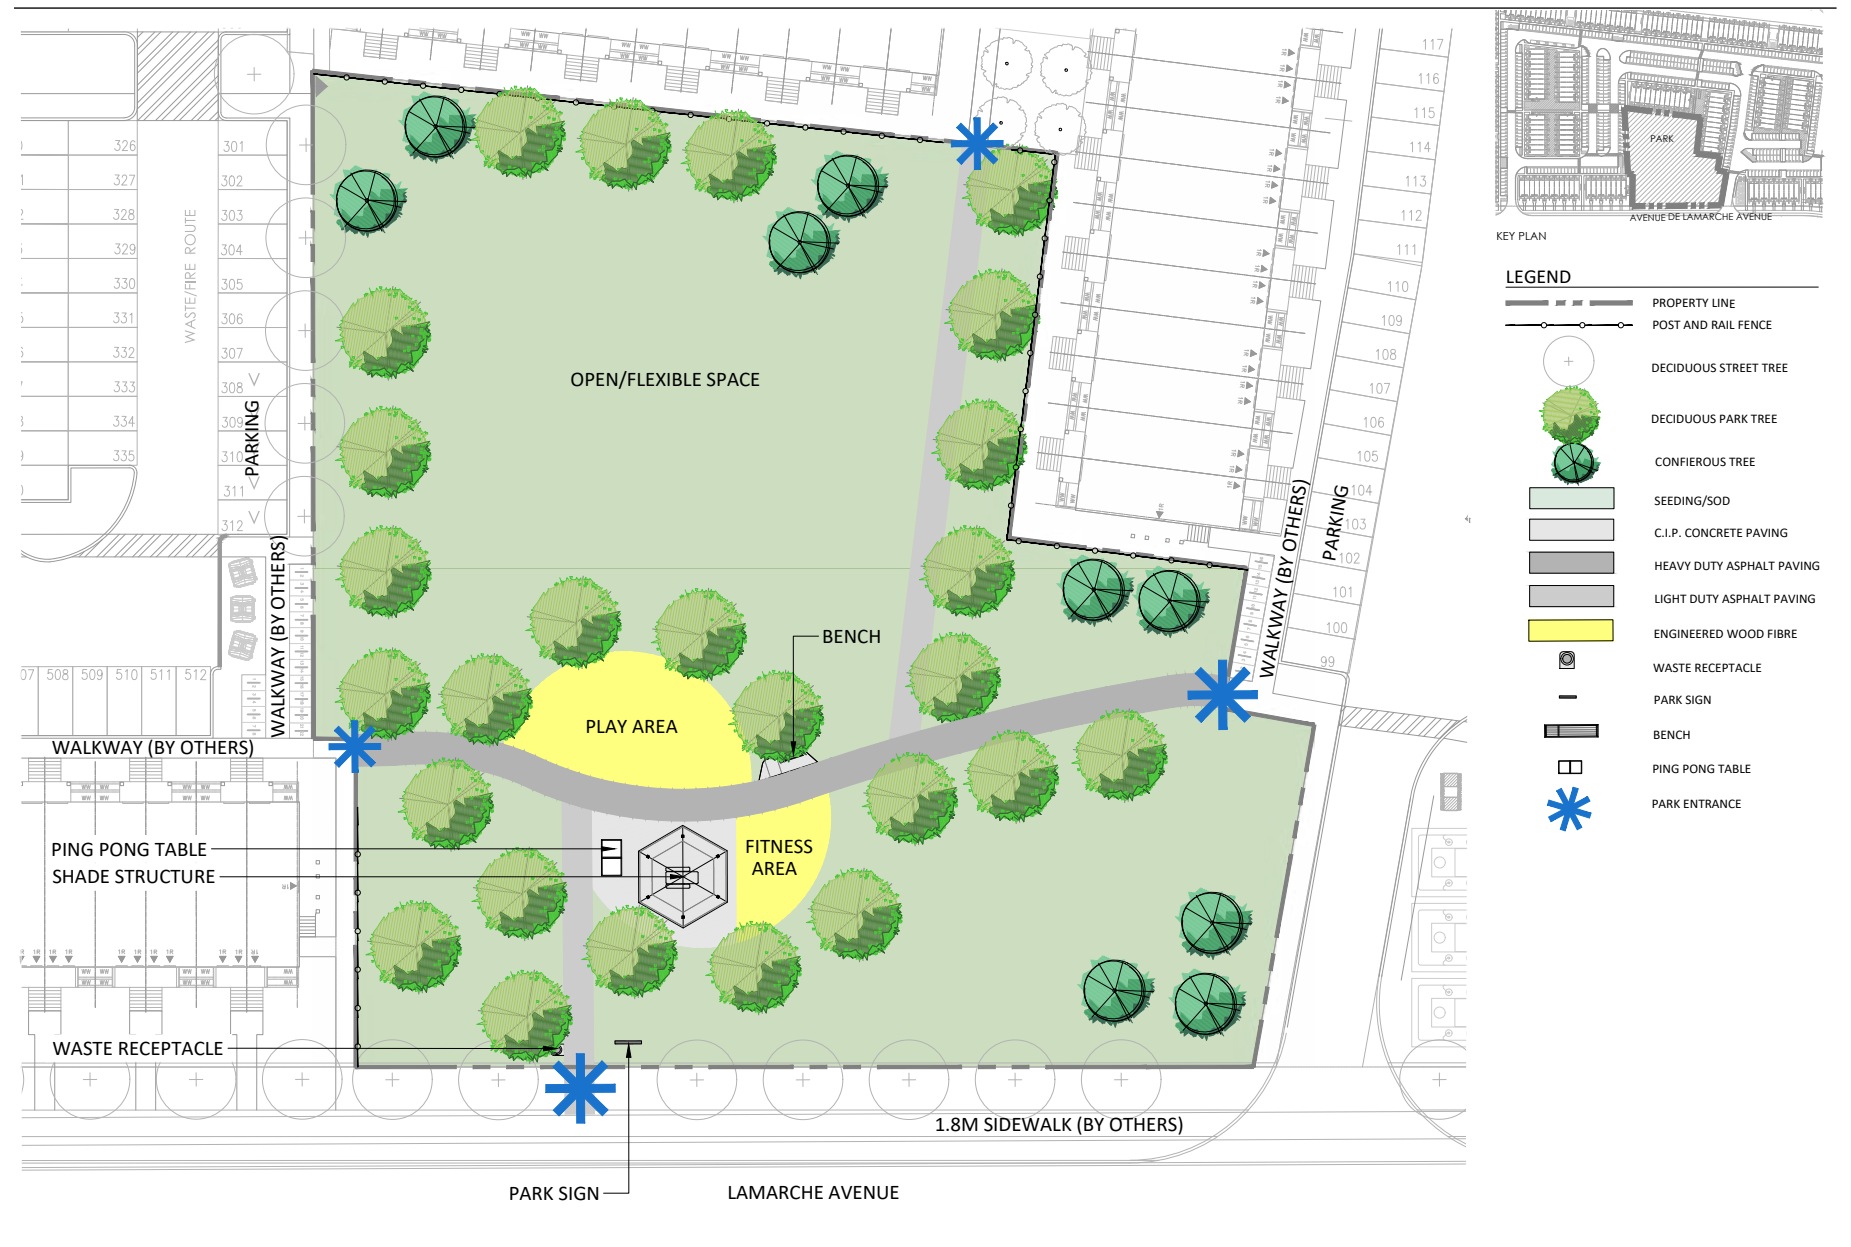 117
116
115
114
113
112
111
110
109
108
107
106
105
104
103
102
101
100
99
326
327
328
329
330
331
332
333
334
335
301
302
303
304
305
306
307
308
309
310
311
312
WASTE/FIRE ROUTE
PARKING
WALKWAY (BY OTHERS)
07
508
509
510
511
512
WALKWAY (BY OTHERS)
OPEN/FLEXIBLE SPACE
BENCH
PLAY AREA
FITNESS
AREA
PING PONG TABLE
SHADE STRUCTURE
WASTE RECEPTACLE
PARK SIGN
LAMARCHE AVENUE
1.8M SIDEWALK (BY OTHERS)
WALKWAY (BY OTHERS)
PARKING
PARK
AVENUE DE LAMARCHE AVENUE
KEY PLAN
LEGEND
PROPERTY LINE
POST AND RAIL FENCE
DECIDUOUS STREET TREE
DECIDUOUS PARK TREE
CONFIEROUS TREE
SEEDING/SOD
C.I.P. CONCRETE PAVING
HEAVY DUTY ASPHALT PAVING
LIGHT DUTY ASPHALT PAVING
ENGINEERED WOOD FIBRE
WASTE RECEPTACLE
PARK SIGN
BENCH
PING PONG TABLE
PARK ENTRANCE